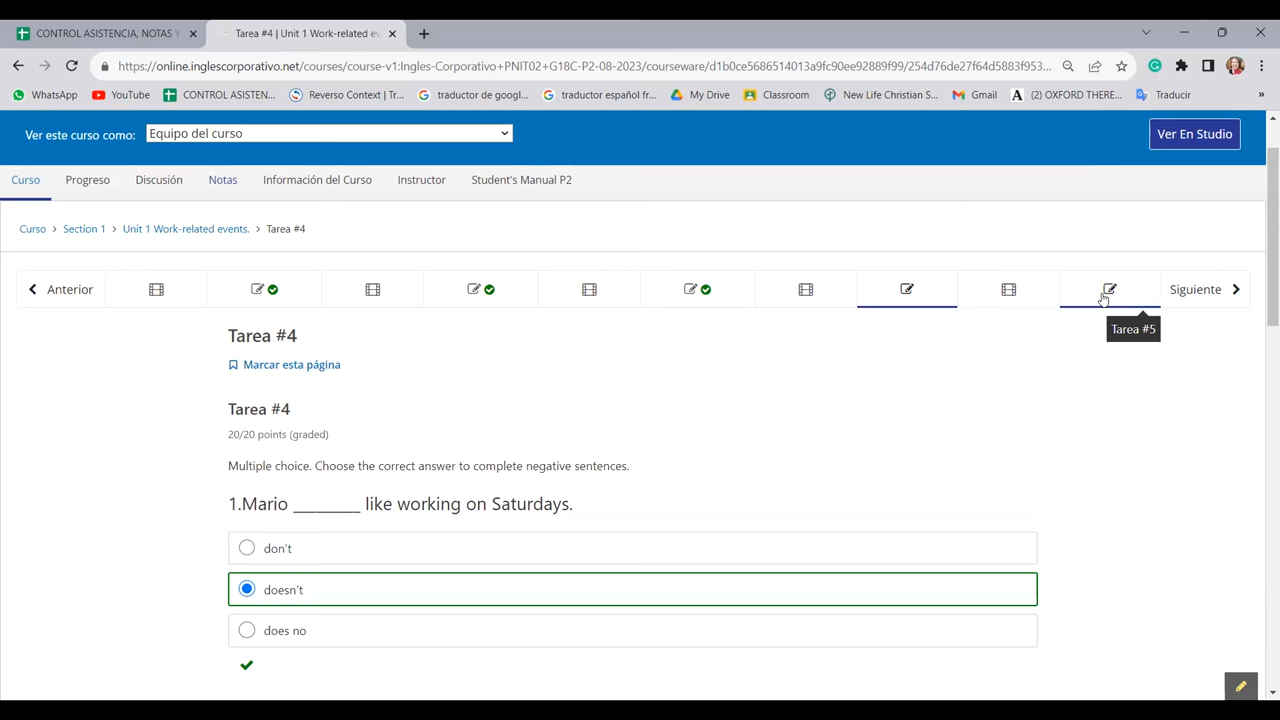 CONTROL ASISTENCIA, NOTAS Y
Tarea #4 | Unit 1 Work-related ev
https://online.inglescorporativo.net/courses/course-v1:Ingles-Corporativo+PNIT02+G18C-P2-08-2023/courseware/d1b0ce5686514013a9fc90ee92889f99/254d76de27f64d5883f953...
WhatsApp YouTube CONTROL ASISTEN... Reverso Context | Tr... traductor de googl... traductor español fr... My Drive Classroom New Life Christian S... Gmail (2) OXFORD THERE... Traducir »
Ver este curso como: Equipo del curso Ver En Studio
Curso Progreso Discusión Notas Información del Curso Instructor Student's Manual P2
Curso > Section 1 > Unit 1 Work-related events. > Tarea #4
Anterior Siguiente
Tarea #5
Tarea #4
Marcar esta página
Tarea #4
20/20 points (graded)
Multiple choice. Choose the correct answer to complete negative sentences.
1.Mario ________ like working on Saturdays.
don't
doesn't
does no